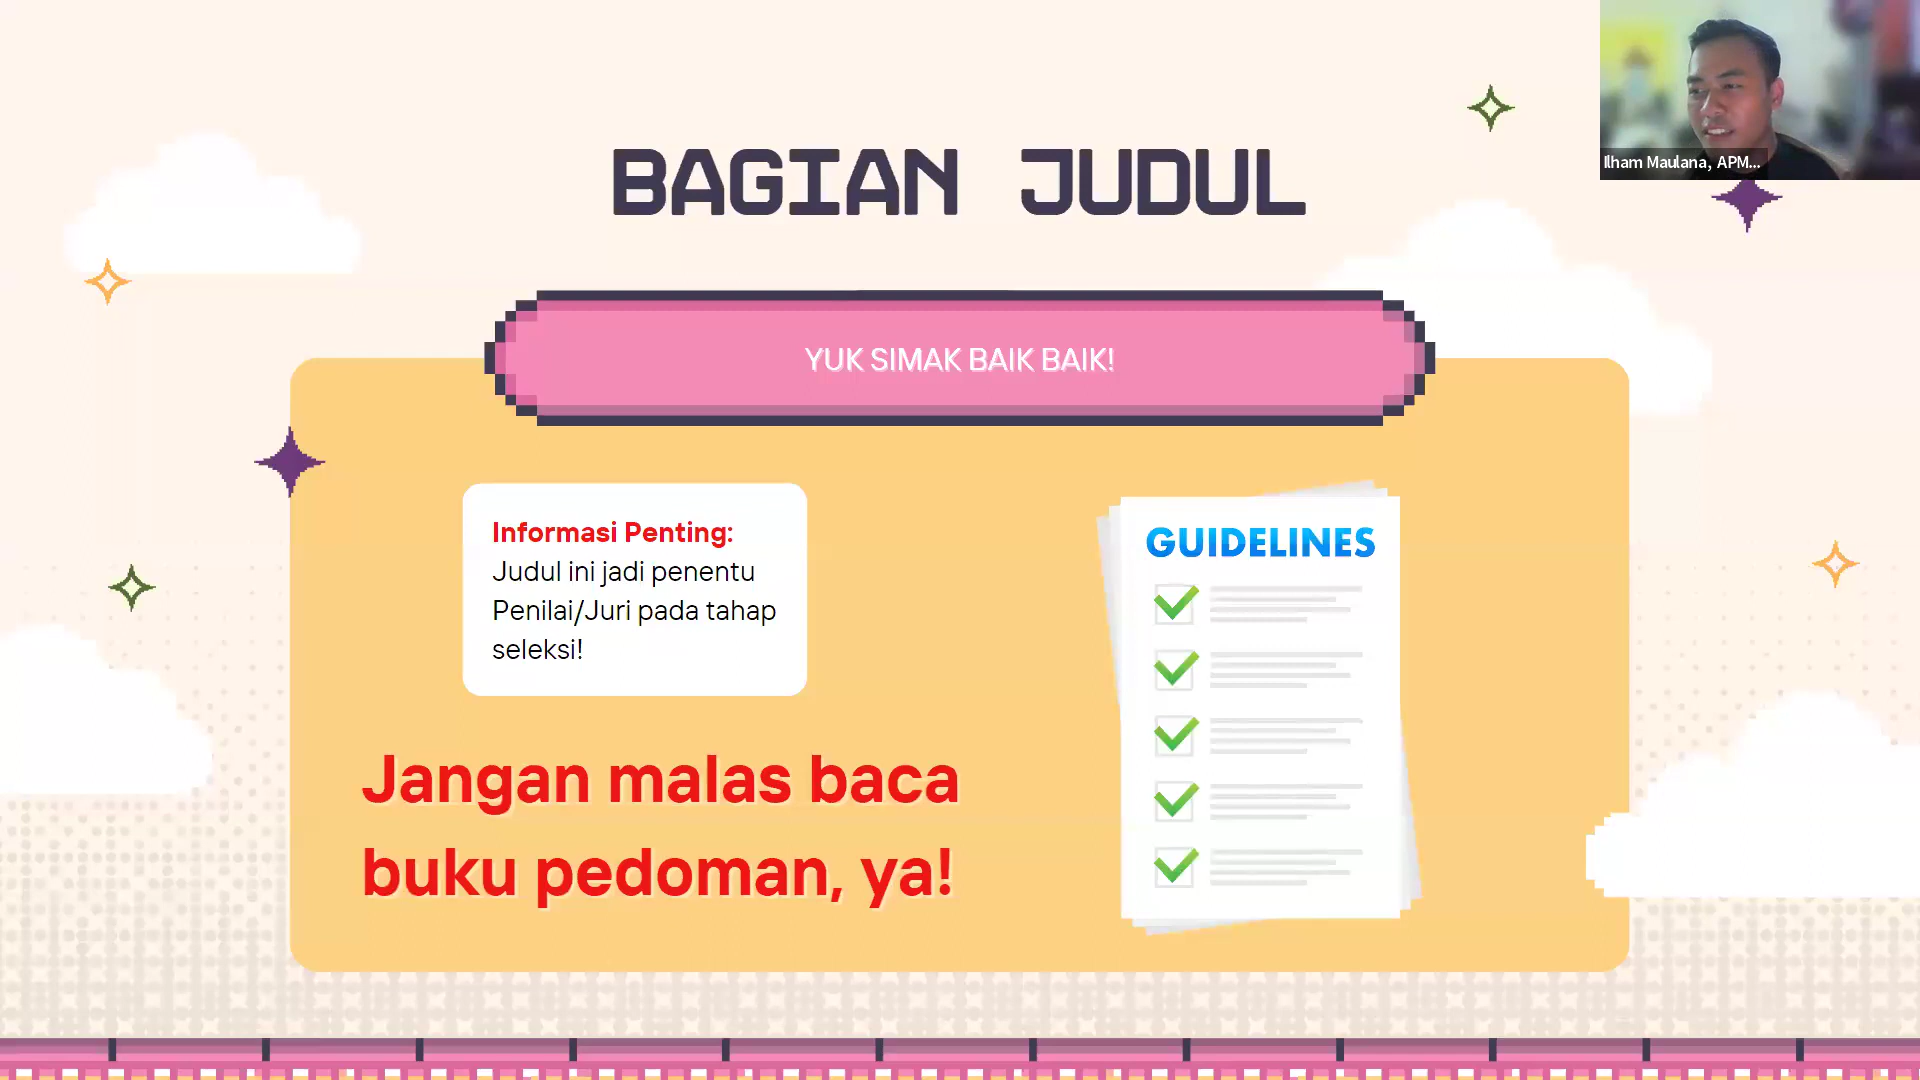 BAGIAN JUDUL
Ilham Maulana, APM...
YUK SIMAK BAIK BAIK!
Informasi Penting:
Judul ini jadi penentu
Penilai/Juri pada tahap
seleksi!
GUIDELINES
Jangan malas baca
buku pedoman, ya!